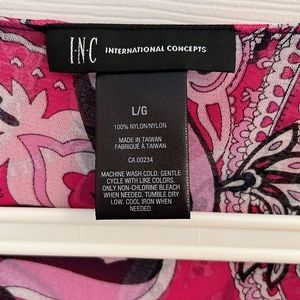 I·N·C INTERNATIONAL CONCEPTS
L/G
100% NYLON/NYLON
MADE IN TAIWAN
FABRIQUÉ À TAIWAN
CA 00234
MACHINE WASH COLD, GENTLE
CYCLE WITH LIKE COLORS.
ONLY NON-CHLORINE BLEACH
WHEN NEEDED. TUMBLE DRY
LOW. COOL IRON WHEN
NEEDED.